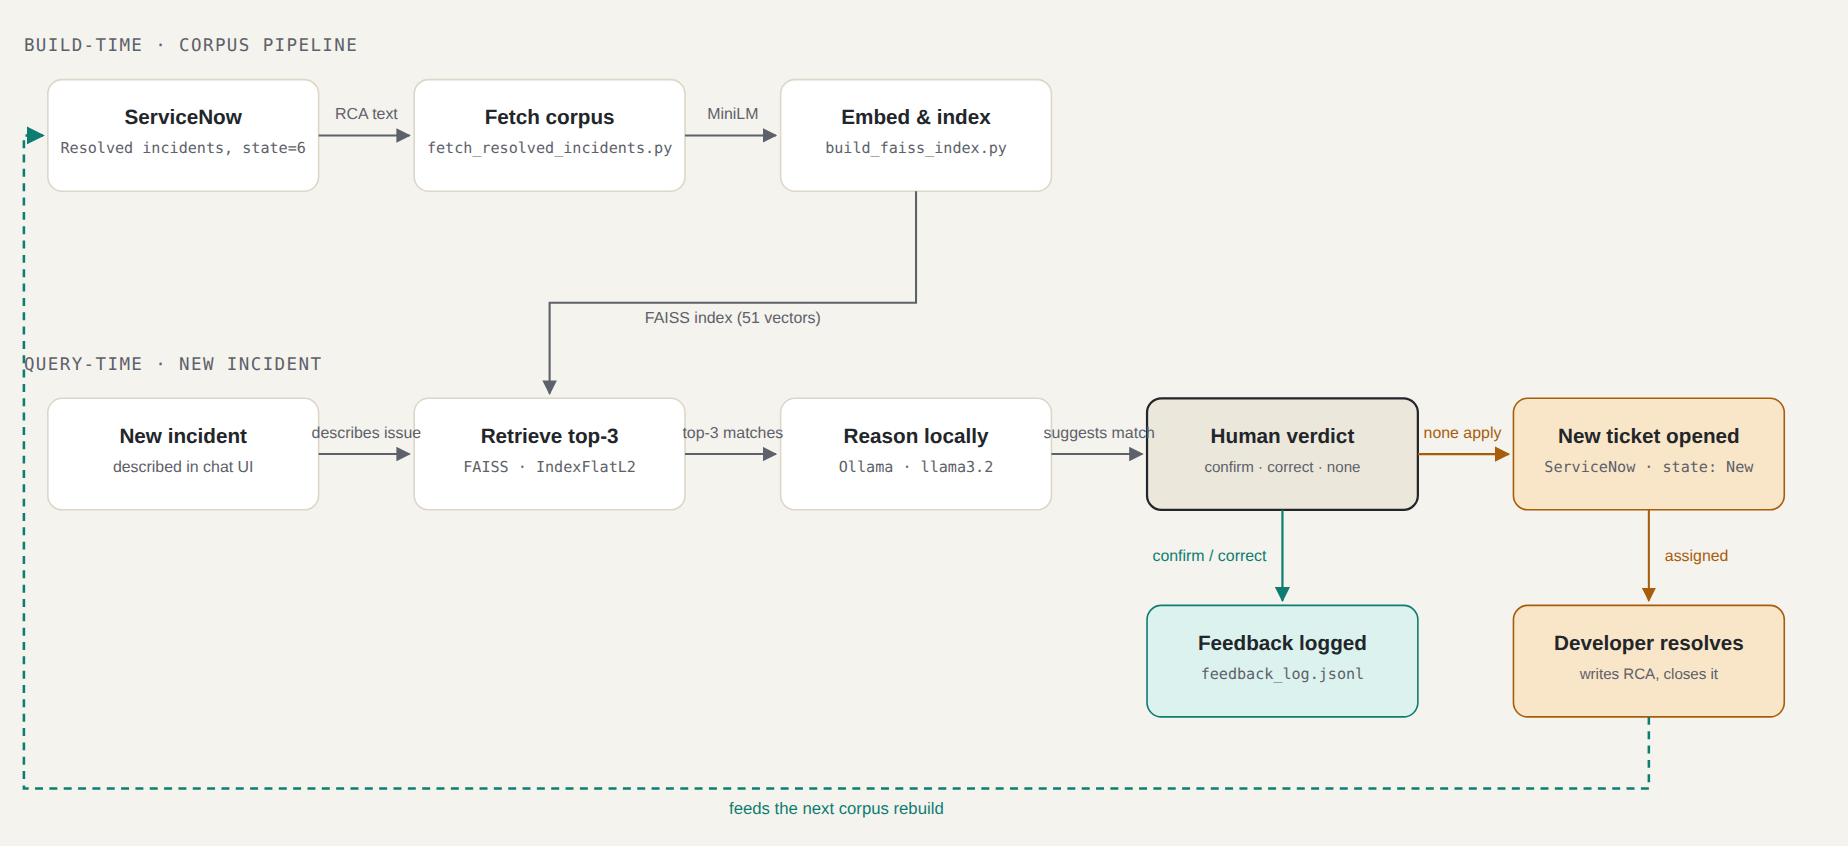 BUILD-TIME · CORPUS PIPELINE
ServiceNow
Resolved incidents, state=6
RCA text
Fetch corpus
fetch_resolved_incidents.py
MiniLM
Embed & index
build_faiss_index.py
FAISS index (51 vectors)
QUERY-TIME · NEW INCIDENT
New incident
described in chat UI
describes issue
Retrieve top-3
FAISS · IndexFlatL2
top-3 matches
Reason locally
Ollama · llama3.2
suggests match
Human verdict
confirm · correct · none
none apply
New ticket opened
ServiceNow · state: New
confirm / correct
assigned
Feedback logged
feedback_log.jsonl
Developer resolves
writes RCA, closes it
feeds the next corpus rebuild